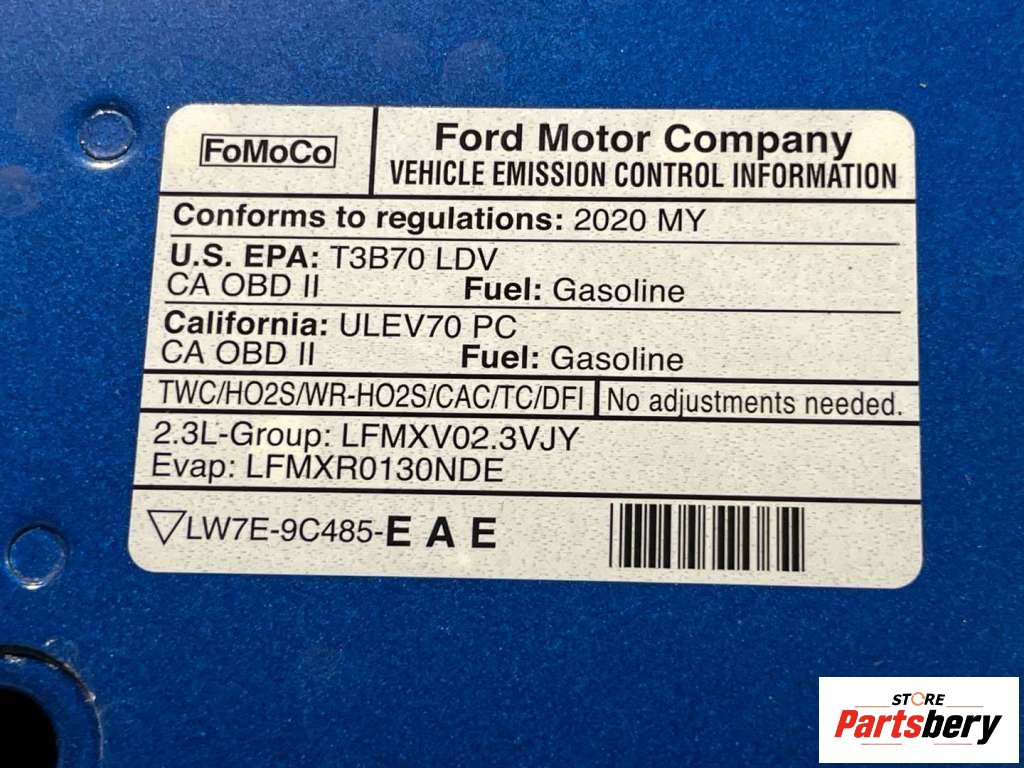 FoMoCo
Ford Motor Company
VEHICLE EMISSION CONTROL INFORMATION
Conforms to regulations: 2020 MY
U.S. EPA: T3B70 LDV
CA OBD II Fuel: Gasoline
California: ULEV70 PC
CA OBD II Fuel: Gasoline
TWC/HO2S/WR-HO2S/CAC/TC/DFI No adjustments needed.
2.3L-Group: LFMXV02.3VJY
Evap: LFMXR0130NDE
LW7E-9C485-E A E
STORE
Partsbery